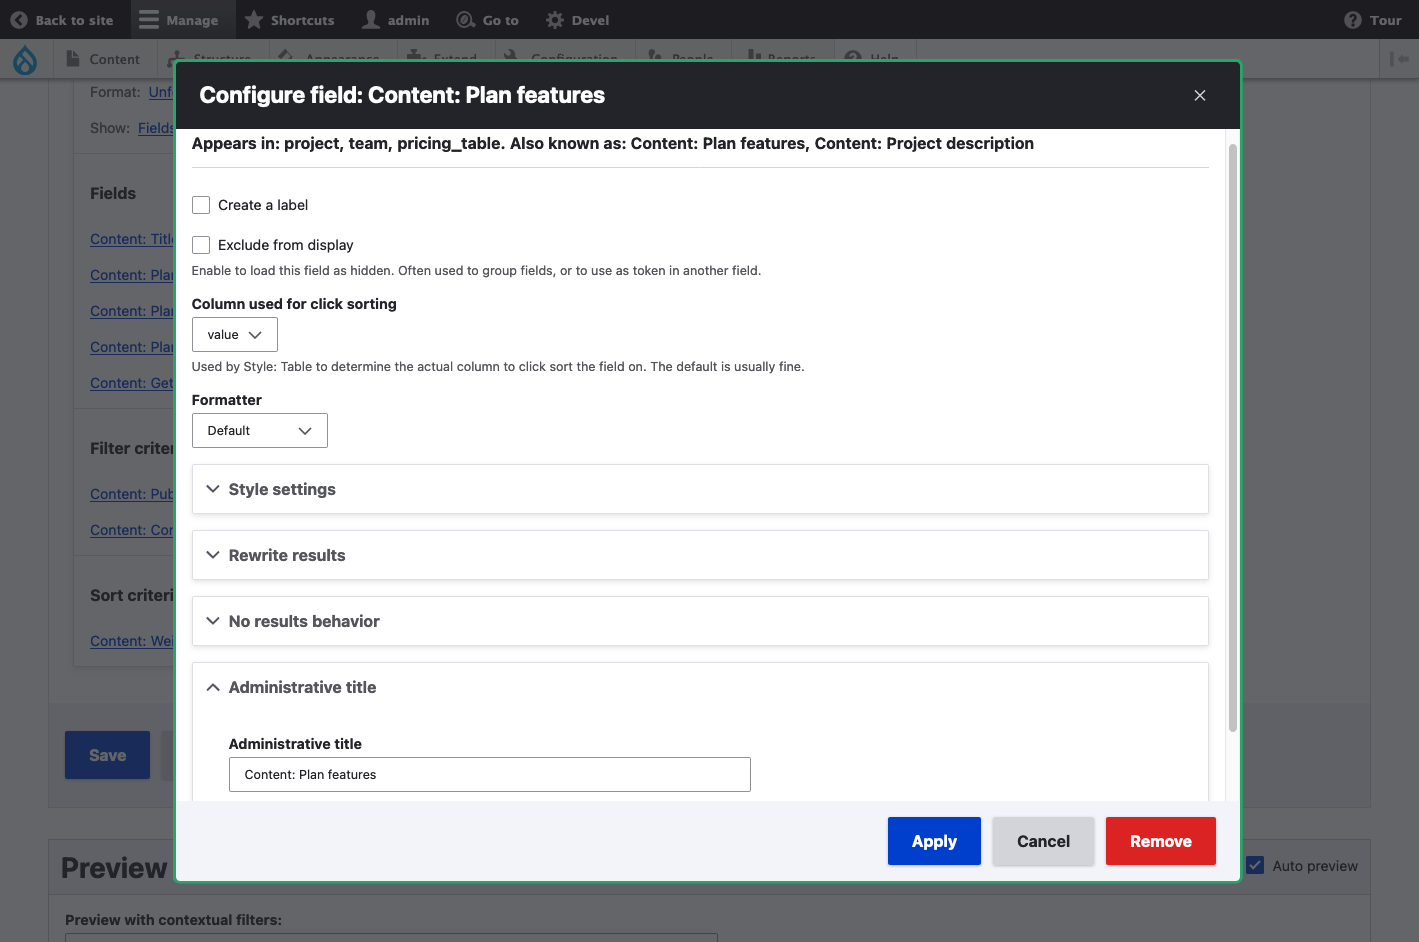 Back to site
Manage
Shortcuts
admin
Go to
Devel
Tour
Content
Structure
Appearance
Extend
Configuration
People
Reports
Help
Format: Unf
Show: Fields
Fields
Content: Titl
Content: Plan
Content: Plan
Content: Plan
Content: Get
Filter criter
Content: Pub
Content: Con
Sort criteri
Content: Wei
Save
Configure field: Content: Plan features
Appears in: project, team, pricing_table. Also known as: Content: Plan features, Content: Project description
Create a label
Exclude from display
Enable to load this field as hidden. Often used to group fields, or to use as token in another field.
Column used for click sorting
value
Used by Style: Table to determine the actual column to click sort the field on. The default is usually fine.
Formatter
Default
Style settings
Rewrite results
No results behavior
Administrative title
Administrative title
Content: Plan features
Apply
Cancel
Remove
Preview
Auto preview
Preview with contextual filters: